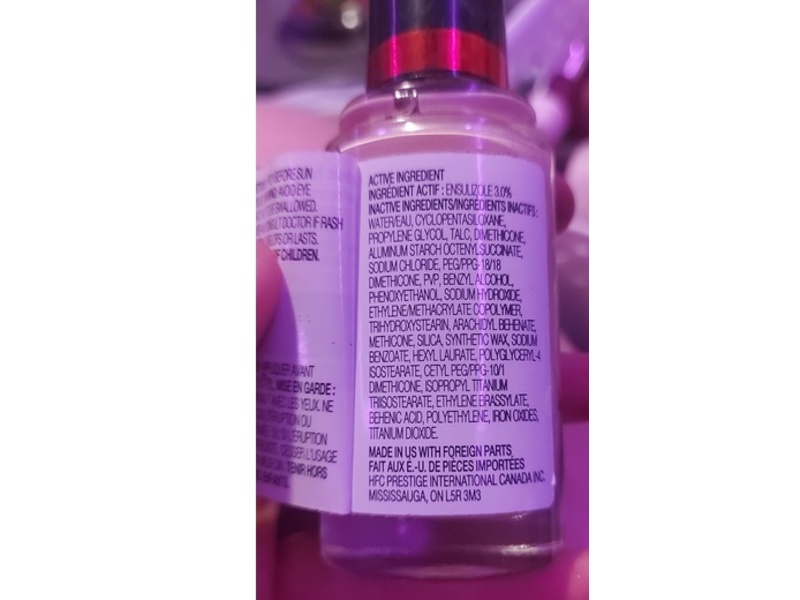 BEFORE SUN
AVOID EYE
SWALLOWED.
DOCTOR IF RASH
OR LASTS.
OF CHILDREN.
AVANT
MISE EN GARDE :
AVEC LES YEUX. NE
OU
L'USAGE
TENIR HORS
ACTIVE INGREDIENT
INGRÉDIENT ACTIF : ENSULIZOLE 3.0%
INACTIVE INGREDIENTS/INGRÉDIENTS INACTIFS :
WATER/EAU, CYCLOPENTASILOXANE,
PROPYLENE GLYCOL, TALC, DIMETHICONE,
ALUMINUM STARCH OCTENYLSUCCINATE,
SODIUM CHLORIDE, PEG/PPG-18/18
DIMETHICONE, PVP, BENZYL ALCOHOL,
PHENOXYETHANOL, SODIUM HYDROXIDE,
ETHYLENE/METHACRYLATE COPOLYMER,
TRIHYDROXYSTEARIN, ARACHIDYL BEHENATE,
METHICONE, SILICA, SYNTHETIC WAX, SODIUM
BENZOATE, HEXYL LAURATE, POLYGLYCERYL-4
ISOSTEARATE, CETYL PEG/PPG-10/1
DIMETHICONE, ISOPROPYL TITANIUM
TRIISOSTEARATE, ETHYLENE BRASSYLATE,
BEHENIC ACID, POLYETHYLENE, IRON OXIDES,
TITANIUM DIOXIDE.
MADE IN US WITH FOREIGN PARTS
FAIT AUX É.-U. DE PIÈCES IMPORTÉES
HFC PRESTIGE INTERNATIONAL CANADA INC.
MISSISSAUGA, ON L5R 3M3